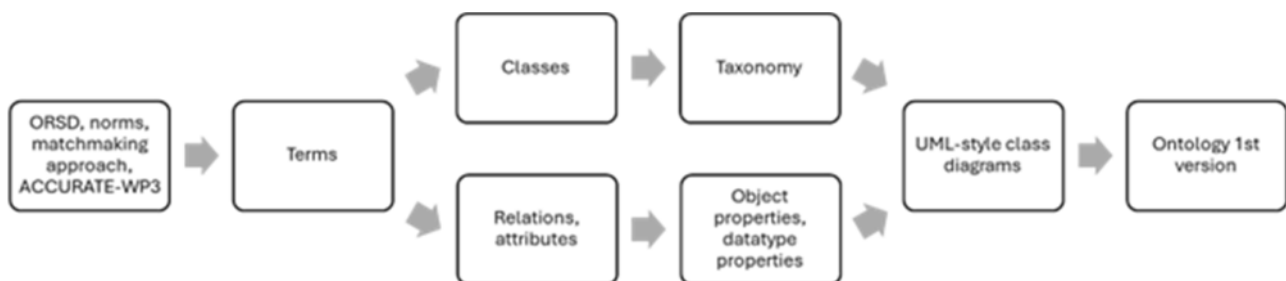 ORSD, norms,
matchmaking
approach,
ACCURATE-WP3
Terms
Classes
Taxonomy
Relations,
attributes
Object
properties,
datatype
properties
UML-style class
diagrams
Ontology 1st
version